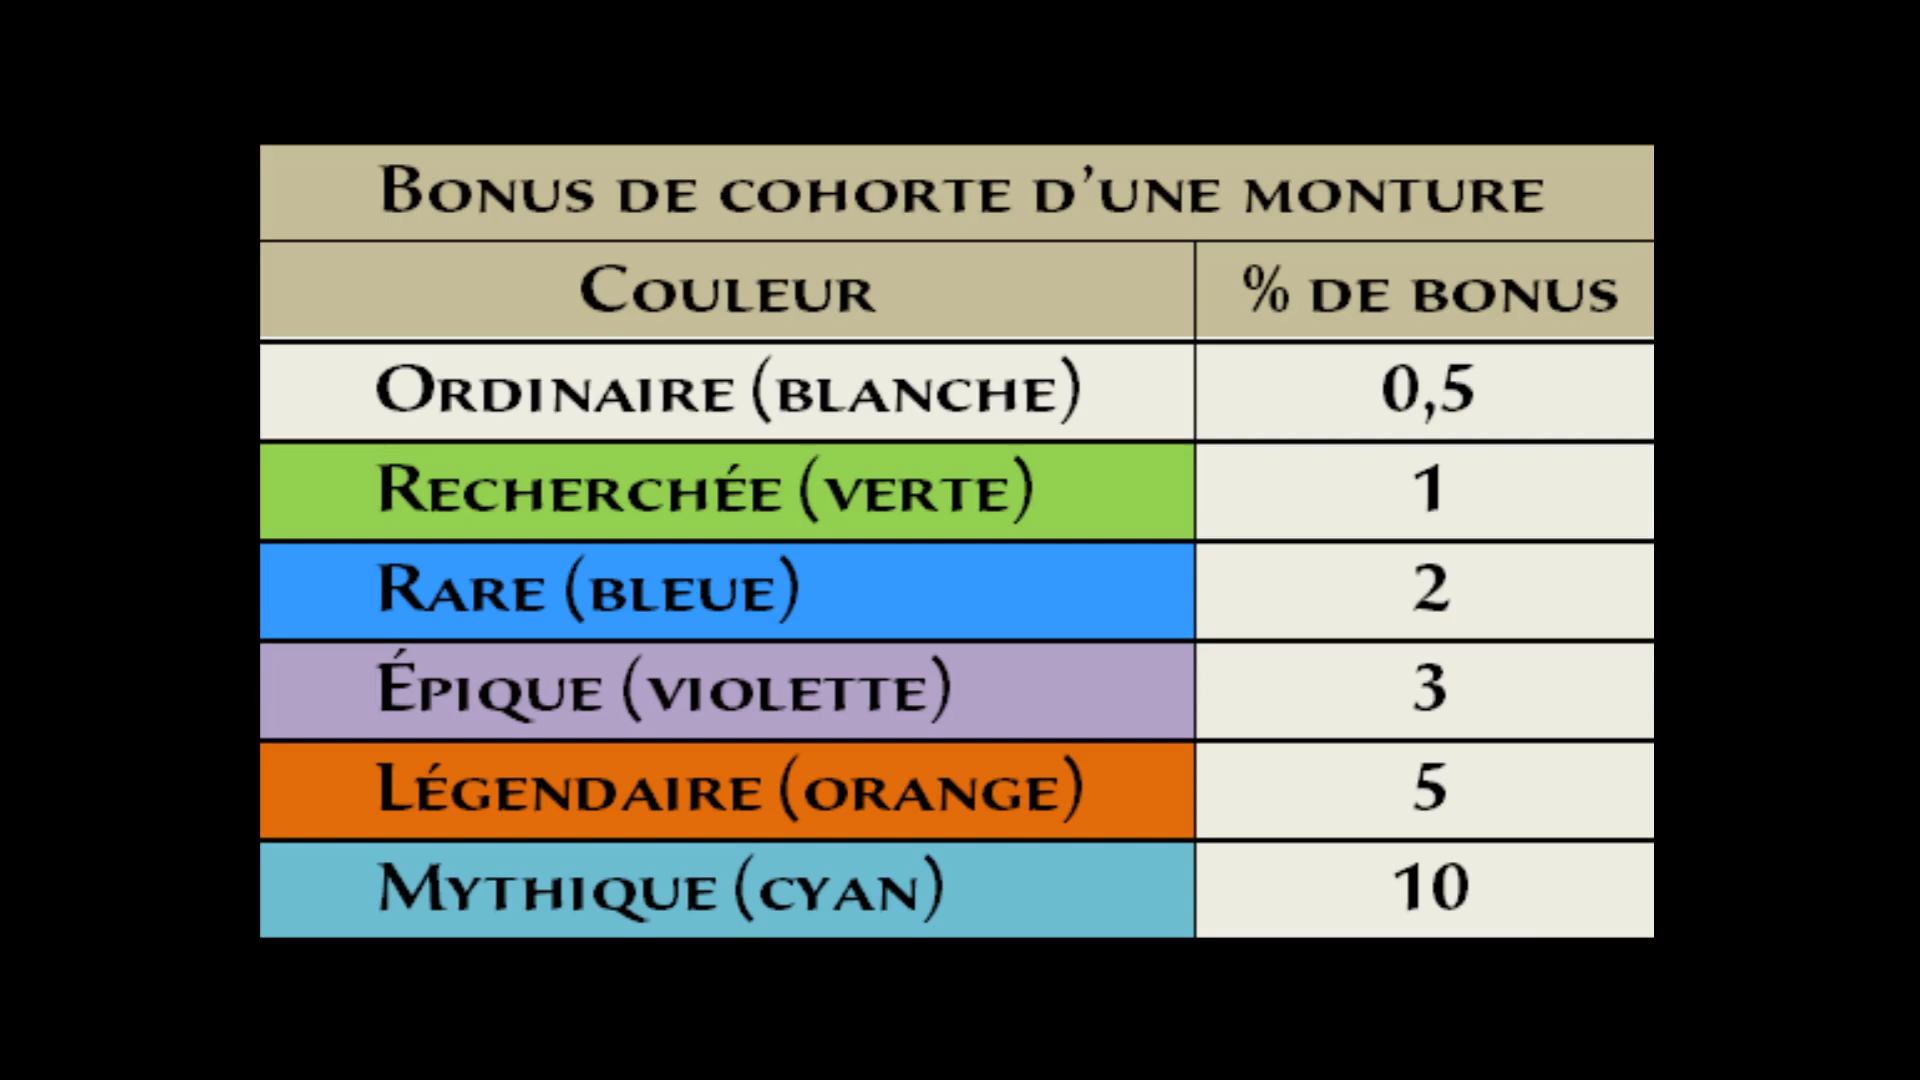 Bonus de cohorte d'une monture
Couleur % de bonus
Ordinaire (blanche) 0,5
Recherchée (verte) 1
Rare (bleue) 2
Épique (violette) 3
Légendaire (orange) 5
Mythique (cyan) 10